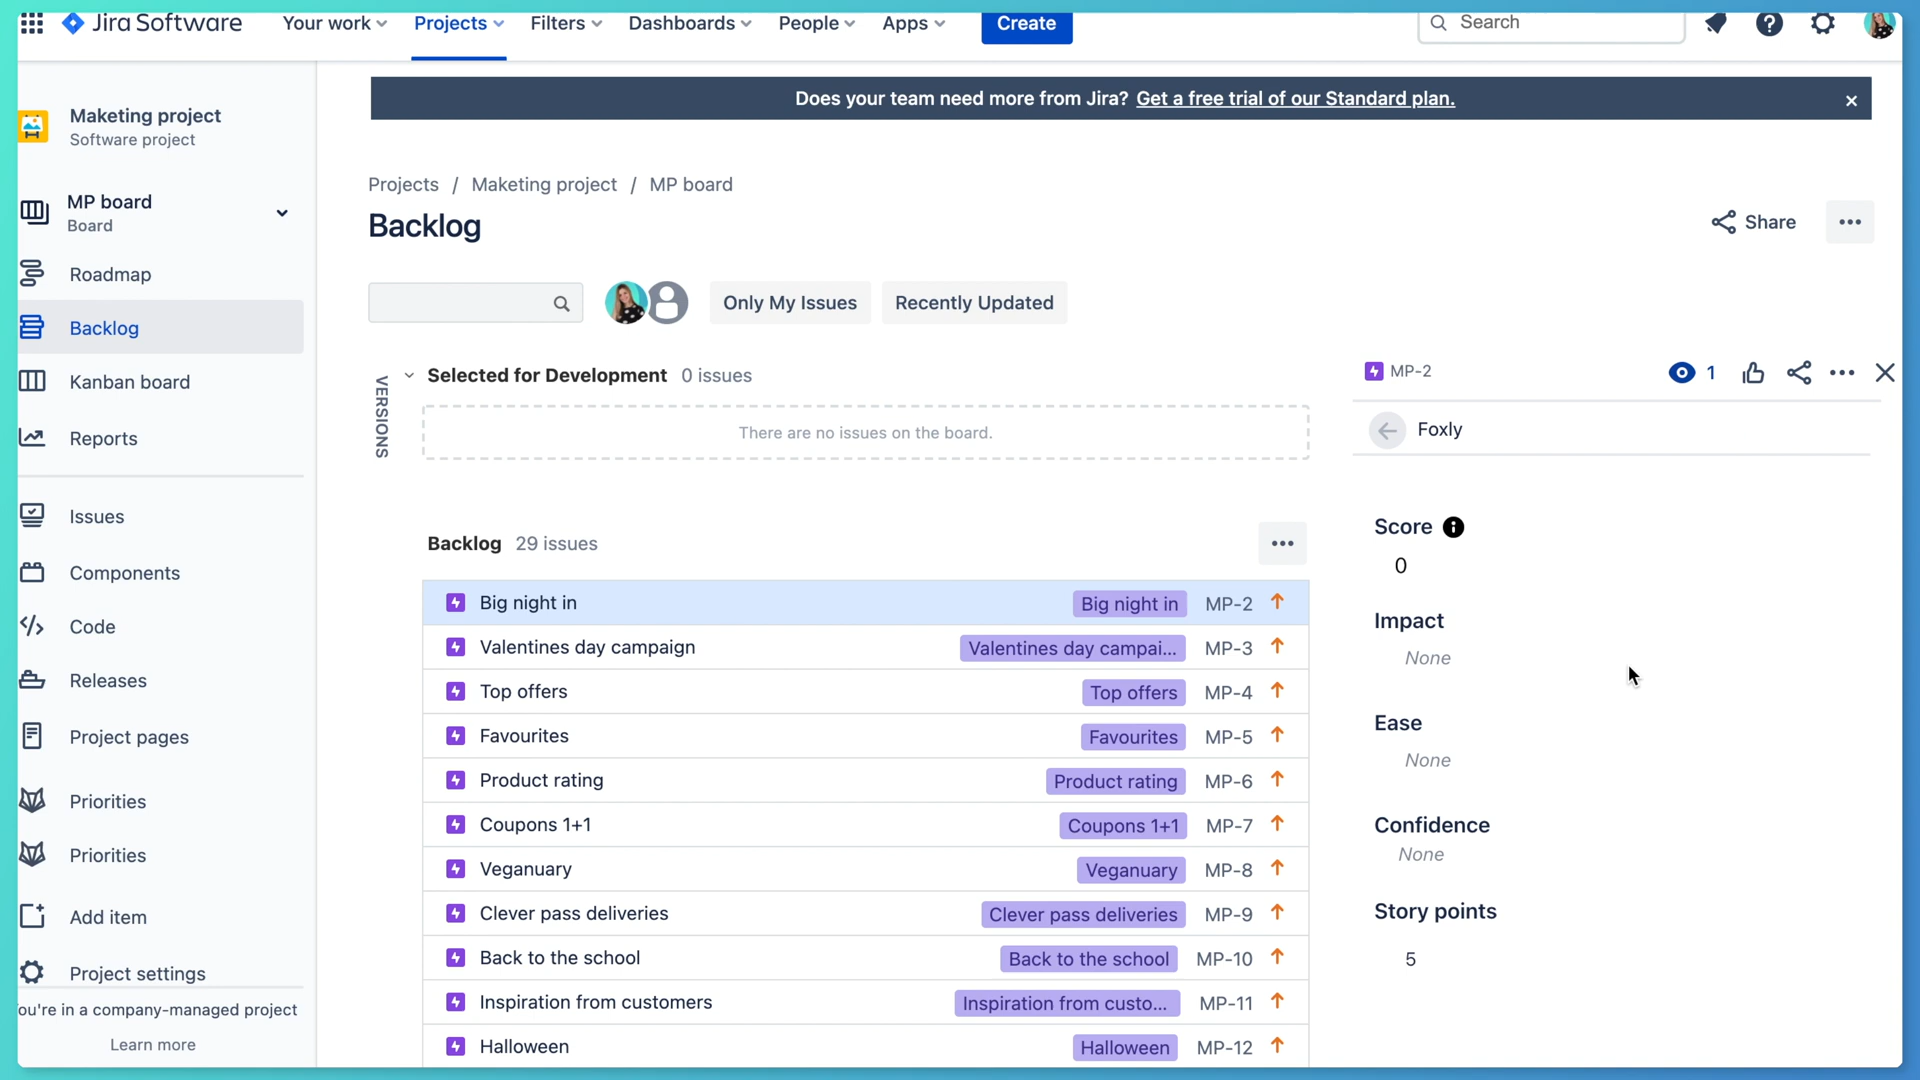 Jira Software
Your work
Projects
Filters
Dashboards
People
Apps
Create
Search
Maketing project
Software project
MP board
Board
Roadmap
Backlog
Kanban board
Reports
Issues
Components
Code
Releases
Project pages
Priorities
Priorities
Add item
Project settings
ou're in a company-managed project
Learn more
Does your team need more from Jira? Get a free trial of our Standard plan.
Projects / Maketing project / MP board
Backlog
Share
Only My Issues
Recently Updated
VERSIONS
Selected for Development 0 issues
There are no issues on the board.
Backlog 29 issues
Big night in Big night in MP-2
Valentines day campaign Valentines day campai... MP-3
Top offers Top offers MP-4
Favourites Favourites MP-5
Product rating Product rating MP-6
Coupons 1+1 Coupons 1+1 MP-7
Veganuary Veganuary MP-8
Clever pass deliveries Clever pass deliveries MP-9
Back to the school Back to the school MP-10
Inspiration from customers Inspiration from custo... MP-11
Halloween Halloween MP-12
MP-2
1
Foxly
Score
0
Impact
None
Ease
None
Confidence
None
Story points
5